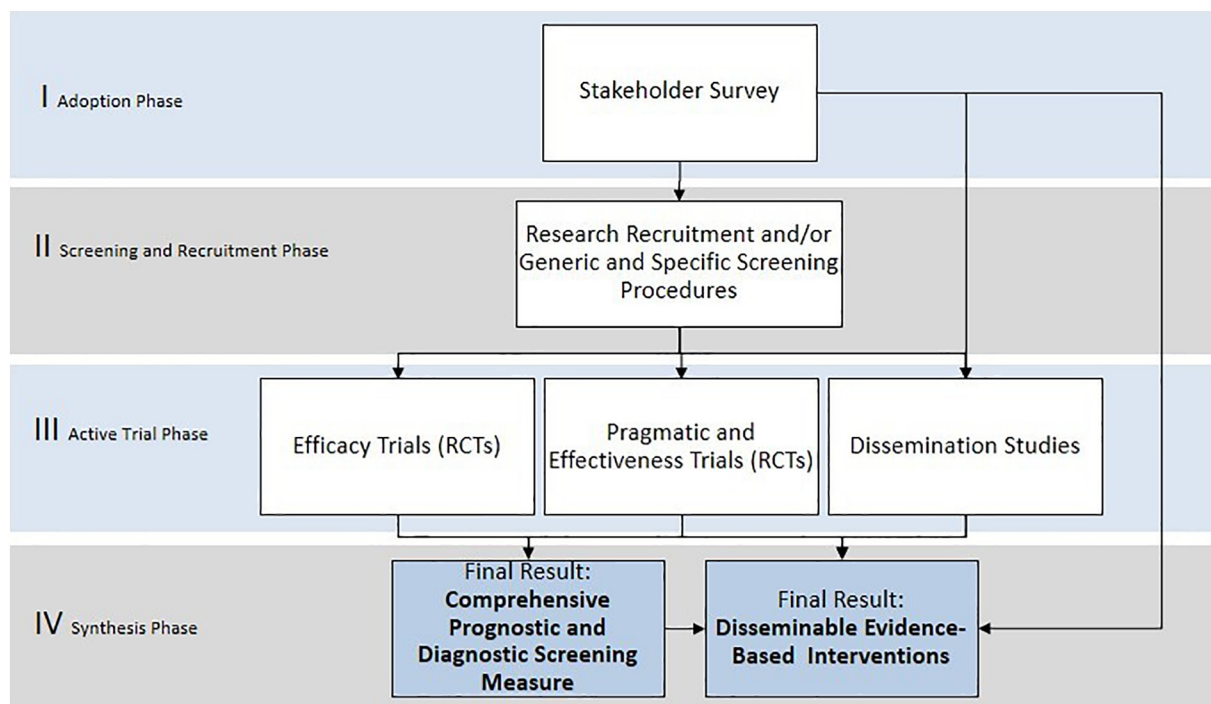 I Adoption Phase
Stakeholder Survey
II Screening and Recruitment Phase
Research Recruitment and/or
Generic and Specific Screening
Procedures
III Active Trial Phase
Efficacy Trials (RCTs)
Pragmatic and
Effectiveness Trials (RCTs)
Dissemination Studies
IV Synthesis Phase
Final Result:
Comprehensive
Prognostic and
Diagnostic Screening
Measure
Final Result:
Disseminable Evidence-
Based Interventions